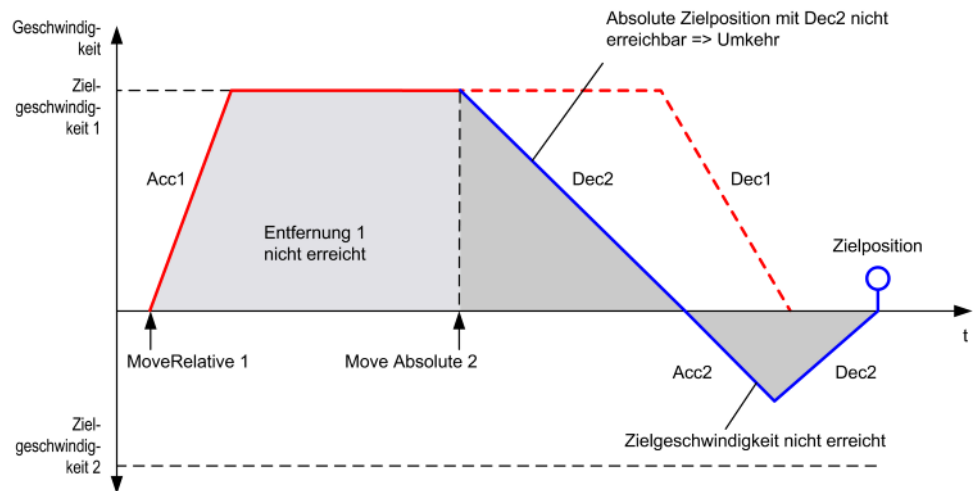 Geschwindig-
keit
Absolute Zielposition mit Dec2 nicht
erreichbar => Umkehr
Ziel-
geschwindig-
keit 1
Acc1
Dec2
Dec1
Entfernung 1
nicht erreicht
Zielposition
t
MoveRelative 1
Move Absolute 2
Acc2
Dec2
Zielgeschwindigkeit nicht erreicht
Ziel-
geschwindig-
keit 2